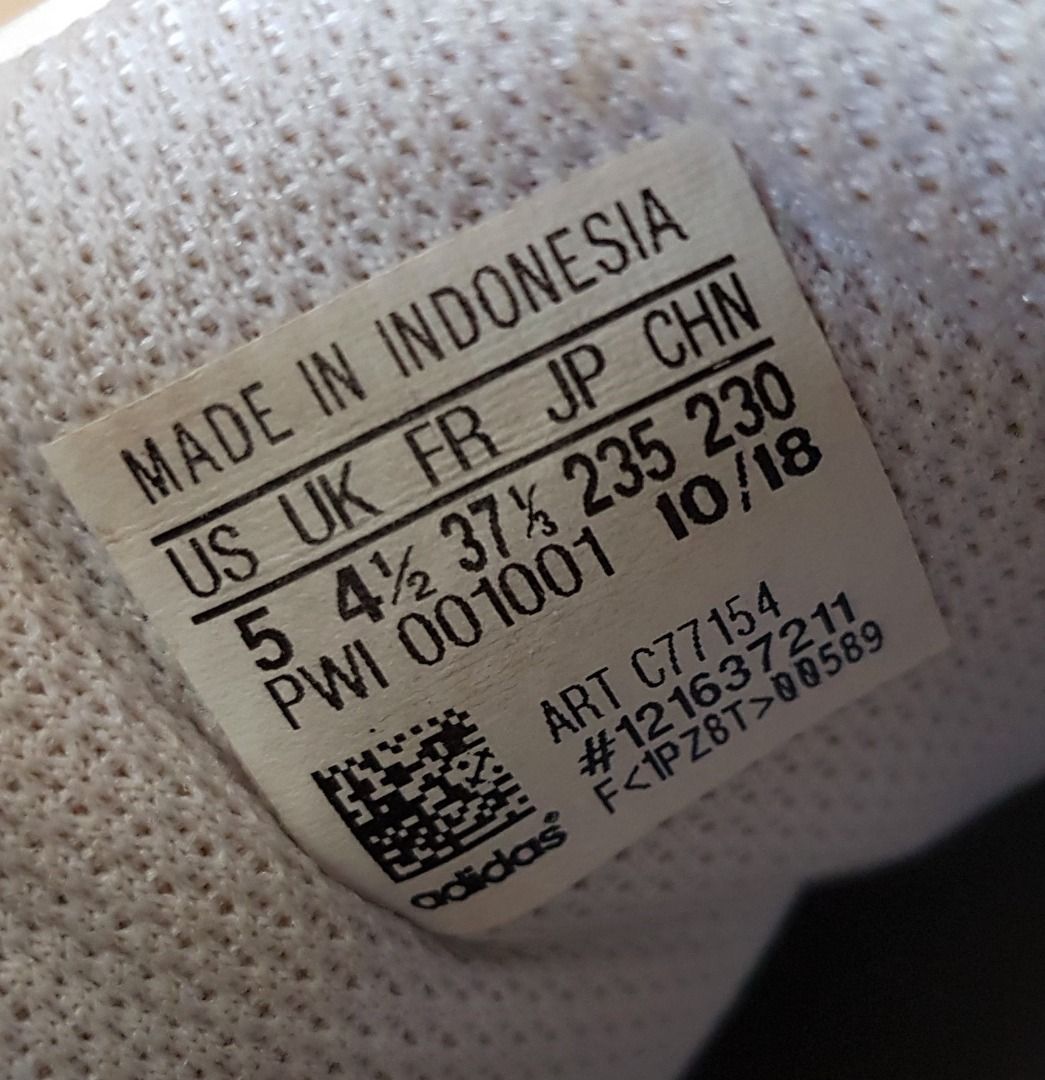 MADE IN INDONESIA
US UK FR JP CHN
5 4½ 37⅓ 235 230
PWI 001001 10/18
ART C77154
#121637211
F<1PZ8T>00589
adidas®